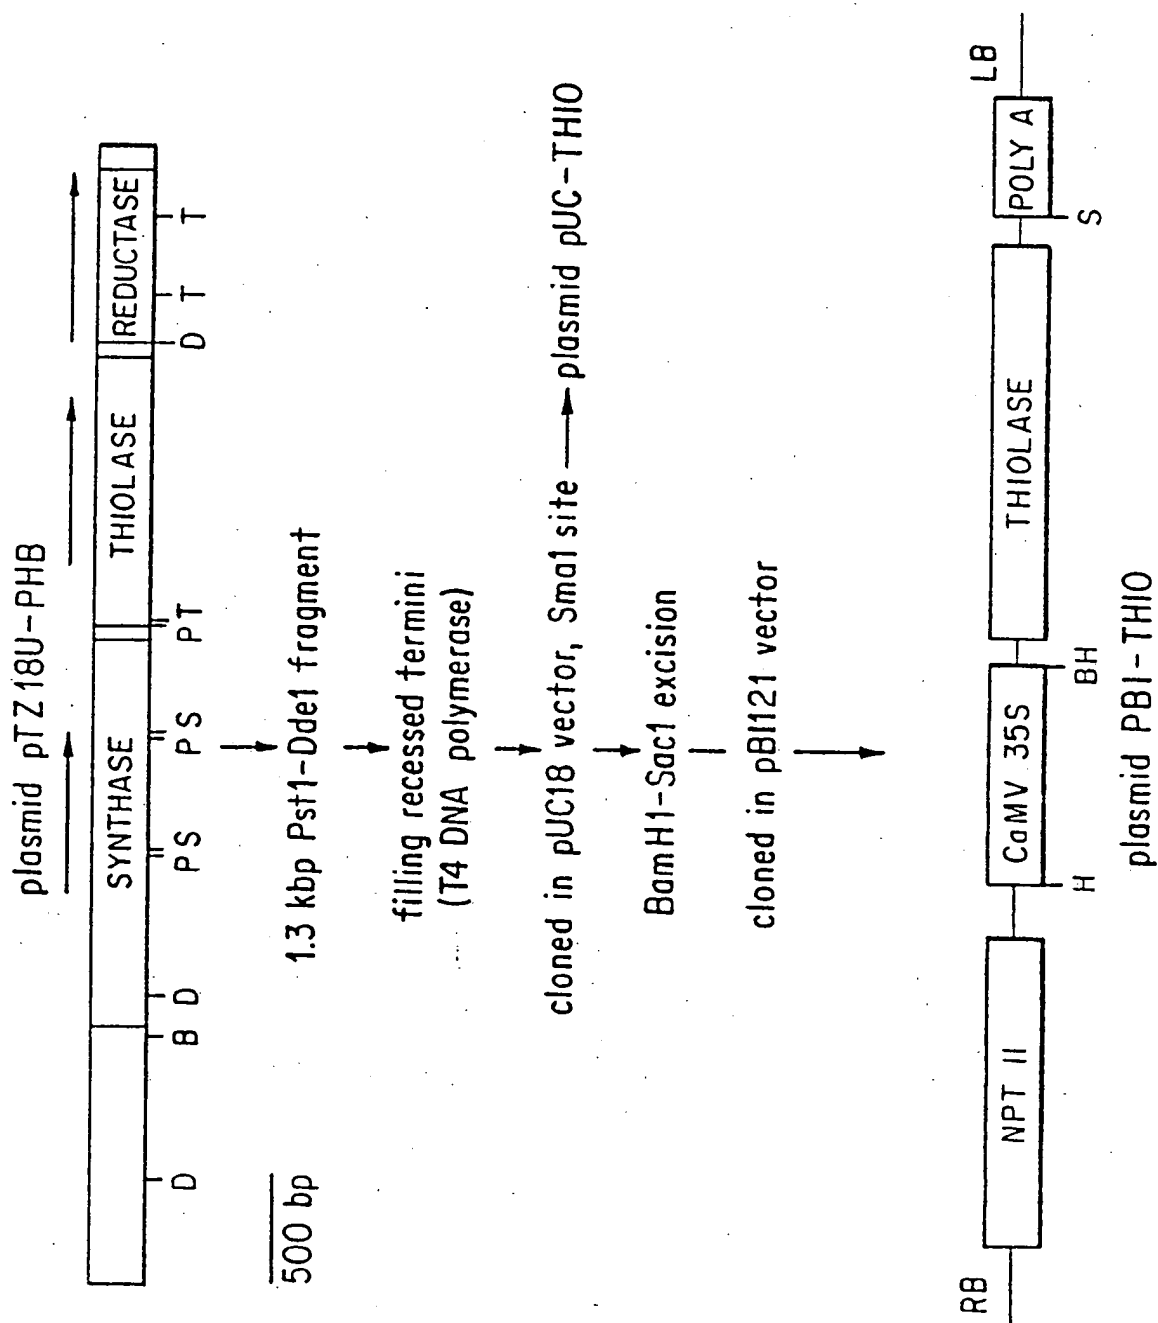 plasmid pTZ18U-PHB
SYNTHASE THIOLASE REDUCTASE
D B D PS PS PT D T T
500 bp
1.3 kbp Pst1-Dde1 fragment
filling recessed termini
(T4 DNA polymerase)
cloned in pUC18 vector, Sma1 site plasmid pUC-THIO
BamH1-Sac1 excision
cloned in pBI121 vector
RB NPT II CaMV 35S THIOLASE POLY A LB
H BH S
plasmid PBI-THIO